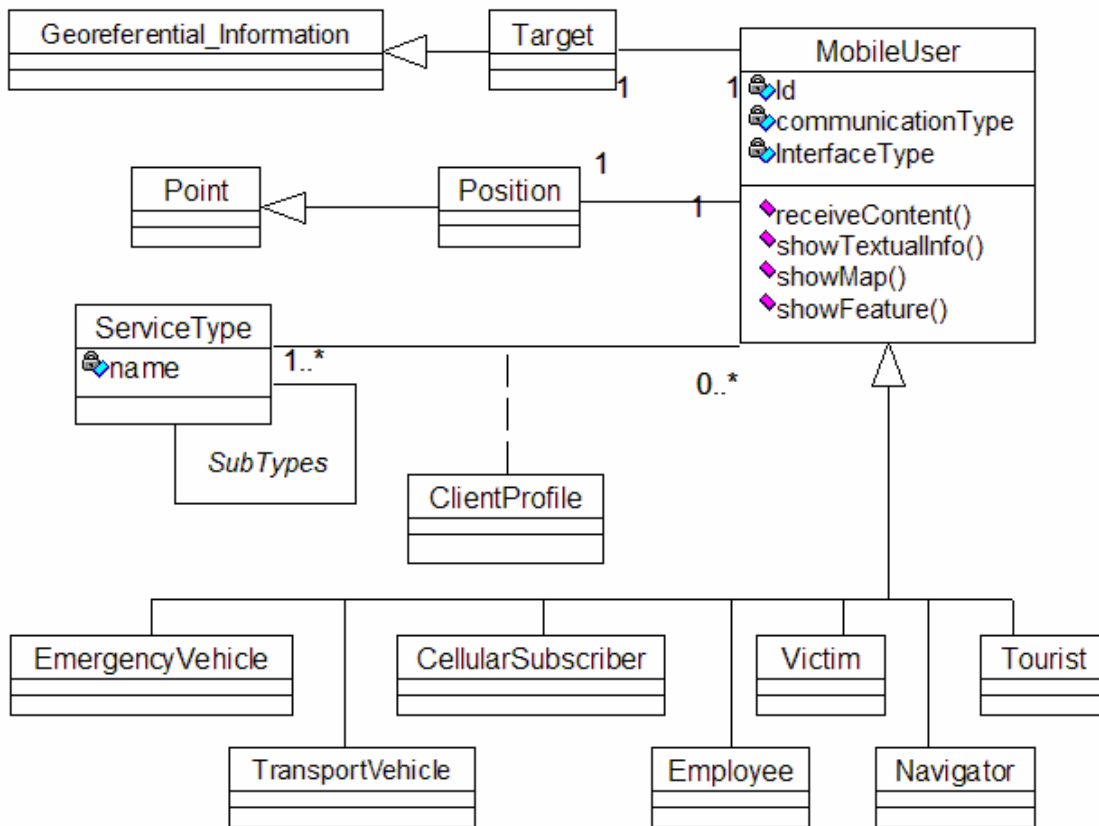 Georeferential_Information
Target
MobileUser
Id
communicationType
InterfaceType
receiveContent()
showTextualInfo()
showMap()
showFeature()
1
1
Point
Position
1
1
ServiceType
name
1..*
0..*
SubTypes
ClientProfile
EmergencyVehicle
CellularSubscriber
Victim
Tourist
TransportVehicle
Employee
Navigator